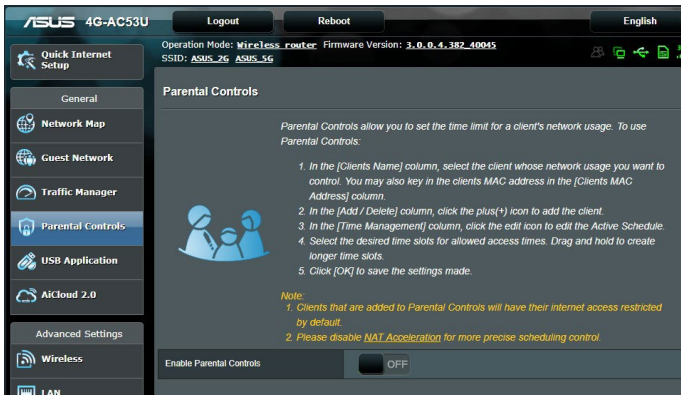 ASUS 4G-AC53U
Logout
Reboot
English
Quick Internet
Setup
Operation Mode: Wireless router Firmware Version: 3.0.0.4.382_40045
SSID: ASUS_2G ASUS_5G
General
Network Map
Guest Network
Traffic Manager
Parental Controls
USB Application
AiCloud 2.0
Advanced Settings
Wireless
LAN
Parental Controls
Parental Controls allow you to set the time limit for a client's network usage. To use
Parental Controls:
1. In the [Clients Name] column, select the client whose network usage you want to
control. You may also key in the clients MAC address in the [Clients MAC
Address] column.
2. In the [Add / Delete] column, click the plus(+) icon to add the client.
3. In the [Time Management] column, click the edit icon to edit the Active Schedule.
4. Select the desired time slots for allowed access times. Drag and hold to create
longer time slots.
5. Click [OK] to save the settings made.
Note:
1. Clients that are added to Parental Controls will have their internet access restricted
by default.
2. Please disable NAT Acceleration for more precise scheduling control.
Enable Parental Controls
OFF